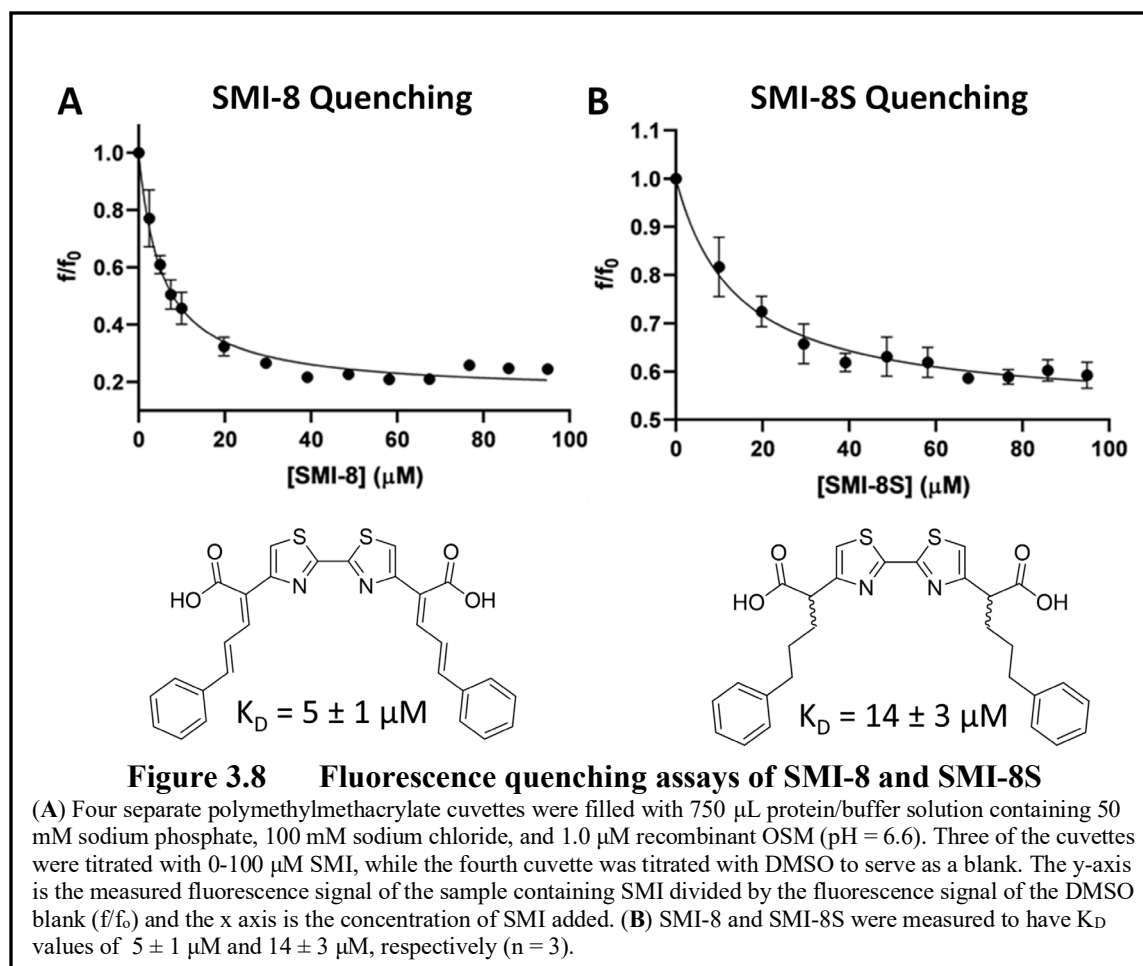 A SMI-8 Quenching
B SMI-8S Quenching
1.0
0.8
0.6
0.4
0.2
f/f0
0 20 40 60 80 100
[SMI-8] (μM)
1.1
1.0
0.9
0.8
0.7
0.6
0.5
f/f0
0 20 40 60 80 100
[SMI-8S] (μM)
O S S O
HO N N OH
KD = 5 ± 1 μM
O S S O
HO N N OH
KD = 14 ± 3 μM
Figure 3.8 Fluorescence quenching assays of SMI-8 and SMI-8S
(A) Four separate polymethylmethacrylate cuvettes were filled with 750 μL protein/buffer solution containing 50
mM sodium phosphate, 100 mM sodium chloride, and 1.0 μM recombinant OSM (pH = 6.6). Three of the cuvettes
were titrated with 0-100 μM SMI, while the fourth cuvette was titrated with DMSO to serve as a blank. The y-axis
is the measured fluorescence signal of the sample containing SMI divided by the fluorescence signal of the DMSO
blank (f/fo) and the x axis is the concentration of SMI added. (B) SMI-8 and SMI-8S were measured to have KD
values of 5 ± 1 μM and 14 ± 3 μM, respectively (n = 3).